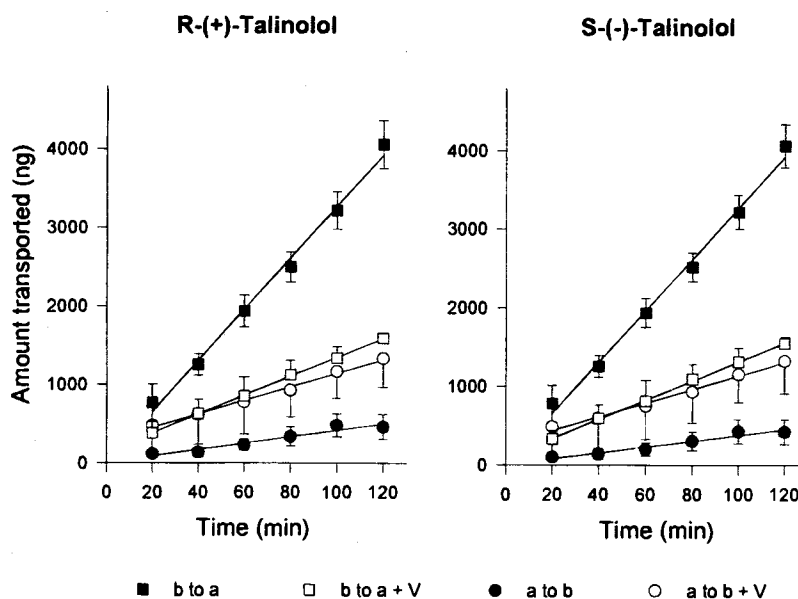 R-(+)-Talinolol
S-(-)-Talinolol
Amount transported (ng)
4000
3000
2000
1000
0
0 20 40 60 80 100 120
Time (min)
4000
3000
2000
1000
0
0 20 40 60 80 100 120
Time (min)
b to a
b to a + V
a to b
a to b + V